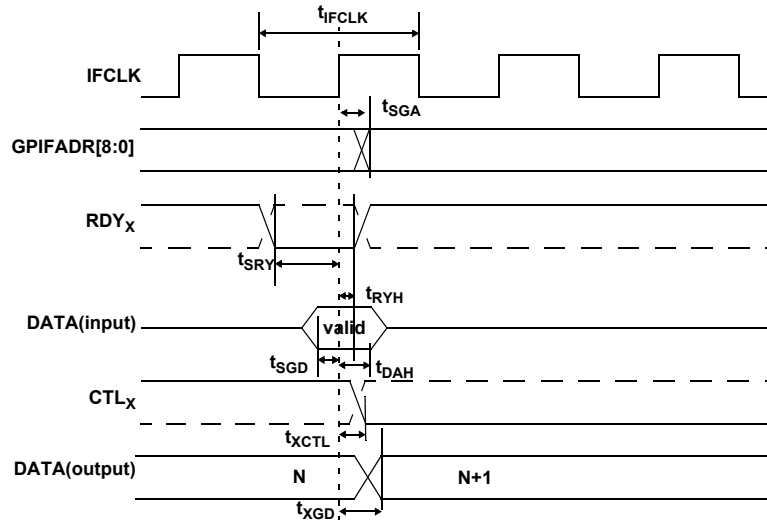 tIFCLK
IFCLK
tSGA
GPIFADR[8:0]
RDYX
tSRY
tRYH
DATA(input)
valid
tSGD
tDAH
CTLX
tXCTL
DATA(output)
N
N+1
tXGD